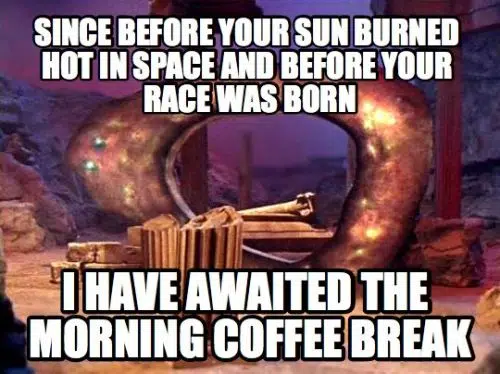 SINCE BEFORE YOUR SUN BURNED
HOT IN SPACE AND BEFORE YOUR
RACE WAS BORN
I HAVE AWAITED THE
MORNING COFFEE BREAK